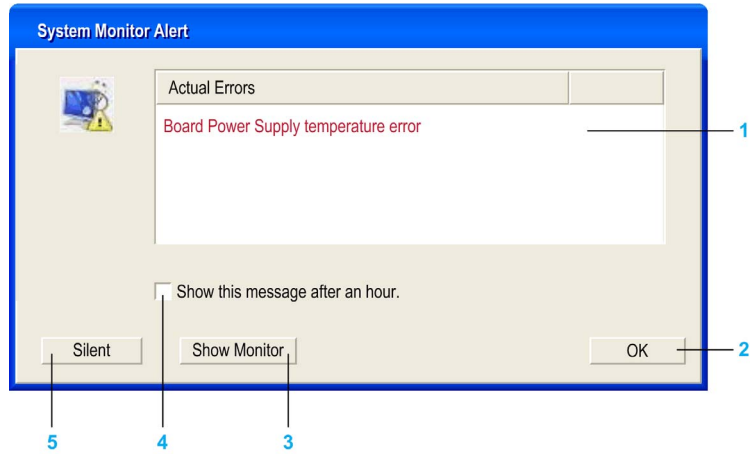 System Monitor Alert
Actual Errors
Board Power Supply temperature error
1
Show this message after an hour.
Silent
Show Monitor
OK
2
5
4
3